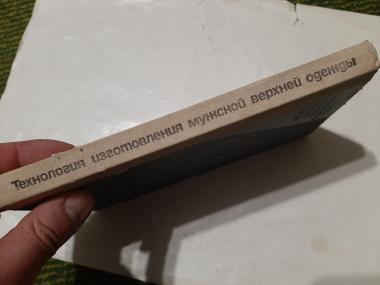 Технология изготовления мужской верхней одежды